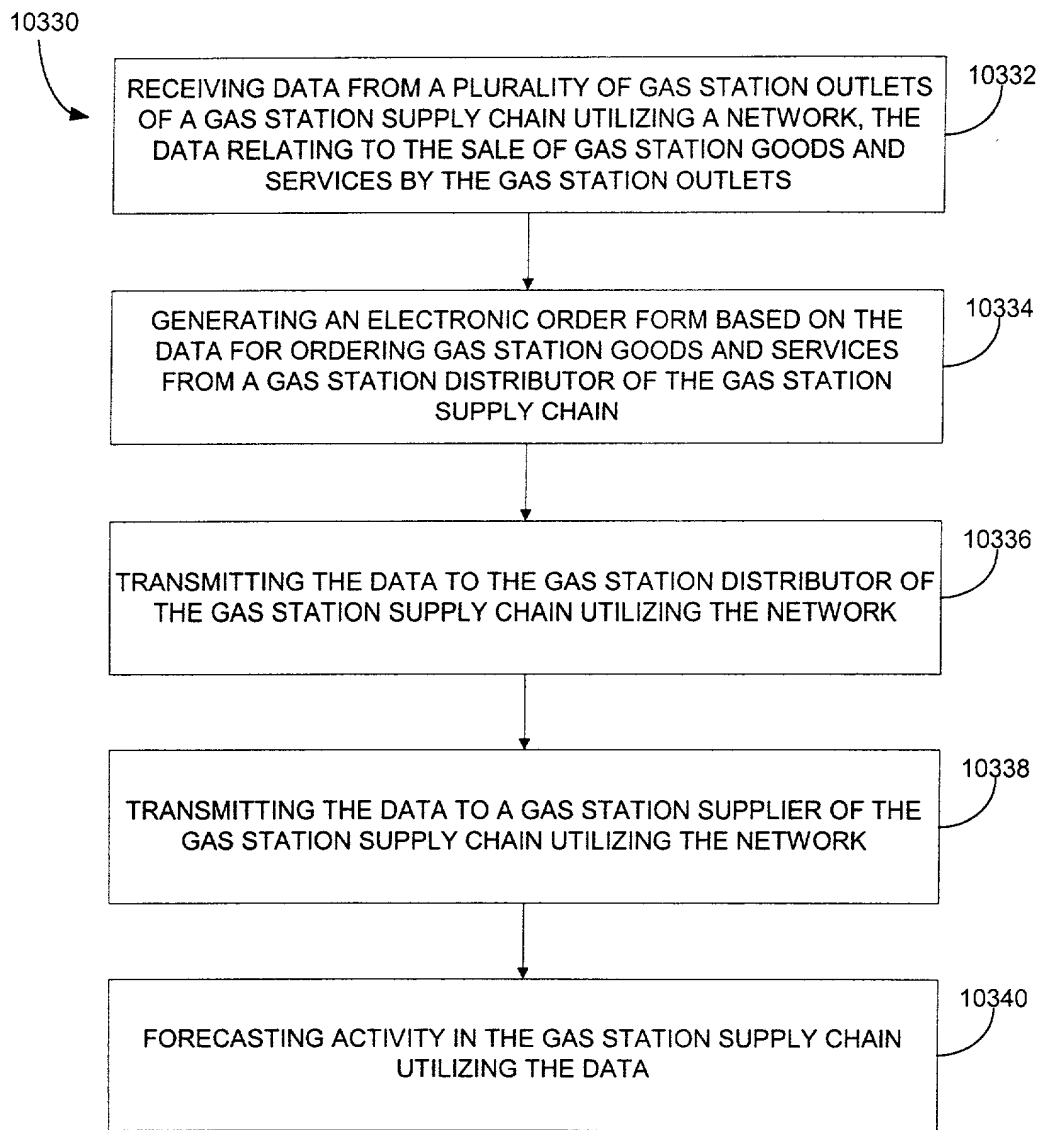 10330
10332
RECEIVING DATA FROM A PLURALITY OF GAS STATION OUTLETS
OF A GAS STATION SUPPLY CHAIN UTILIZING A NETWORK, THE
DATA RELATING TO THE SALE OF GAS STATION GOODS AND
SERVICES BY THE GAS STATION OUTLETS
10334
GENERATING AN ELECTRONIC ORDER FORM BASED ON THE
DATA FOR ORDERING GAS STATION GOODS AND SERVICES
FROM A GAS STATION DISTRIBUTOR OF THE GAS STATION
SUPPLY CHAIN
10336
TRANSMITTING THE DATA TO THE GAS STATION DISTRIBUTOR OF
THE GAS STATION SUPPLY CHAIN UTILIZING THE NETWORK
10338
TRANSMITTING THE DATA TO A GAS STATION SUPPLIER OF THE
GAS STATION SUPPLY CHAIN UTILIZING THE NETWORK
10340
FORECASTING ACTIVITY IN THE GAS STATION SUPPLY CHAIN
UTILIZING THE DATA